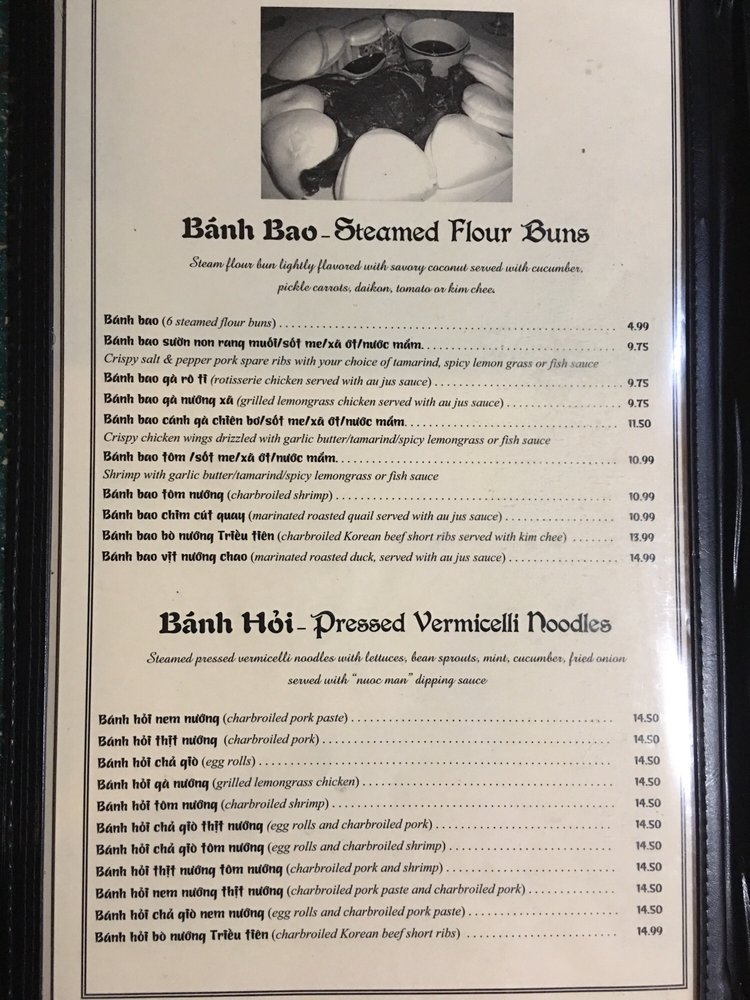 Bánh Bao - Steamed Flour Buns
Steam flour bun lightly flavored with savory coconut served with cucumber,
pickle carrots, daikon, tomato or kim chee.
Bánh bao (6 steamed flour buns) 4.99
Bánh bao sườn non rang muối/sốt me/xả ớt/nước mắm. 9.75
Crispy salt & pepper pork spare ribs with your choice of tamarind, spicy lemon grass or fish sauce
Bánh bao gà rô ti (rotisserie chicken served with au jus sauce) 9.75
Bánh bao gà nướng xả (grilled lemongrass chicken served with au jus sauce) 9.75
Bánh bao cánh gà chiên bơ/sốt me/xả ớt/nước mắm. 11.50
Crispy chicken wings drizzled with garlic butter/tamarind/spicy lemongrass or fish sauce
Bánh bao tôm /sốt me/xả ớt/nước mắm. 10.99
Shrimp with garlic butter/tamarind/spicy lemongrass or fish sauce
Bánh bao tôm nướng (charbroiled shrimp) 10.99
Bánh bao chim cút quay (marinated roasted quail served with au jus sauce) 10.99
Bánh bao bò nướng Triều tiên (charbroiled Korean beef short ribs served with kim chee) 13.99
Bánh bao vịt nướng chao (marinated roasted duck, served with au jus sauce) 14.99
Bánh Hỏi - Pressed Vermicelli Noodles
Steamed pressed vermicelli noodles with lettuces, bean sprouts, mint, cucumber, fried onion
served with "nuoc man" dipping sauce
Bánh hỏi nem nướng (charbroiled pork paste) 14.50
Bánh hỏi thịt nướng (charbroiled pork) 14.50
Bánh hỏi chả giò (egg rolls) 14.50
Bánh hỏi gà nướng (grilled lemongrass chicken) 14.50
Bánh hỏi tôm nướng (charbroiled shrimp) 14.50
Bánh hỏi chả giò thịt nướng (egg rolls and charbroiled pork) 14.50
Bánh hỏi chả giò tôm nướng (egg rolls and charbroiled shrimp) 14.50
Bánh hỏi thịt nướng tôm nướng (charbroiled pork and shrimp) 14.50
Bánh hỏi nem nướng thịt nướng (charbroiled pork paste and charbroiled pork) 14.50
Bánh hỏi chả giò nem nướng (egg rolls and charbroiled pork paste) 14.50
Bánh hỏi bò nướng Triều tiên (charbroiled Korean beef short ribs) 14.99